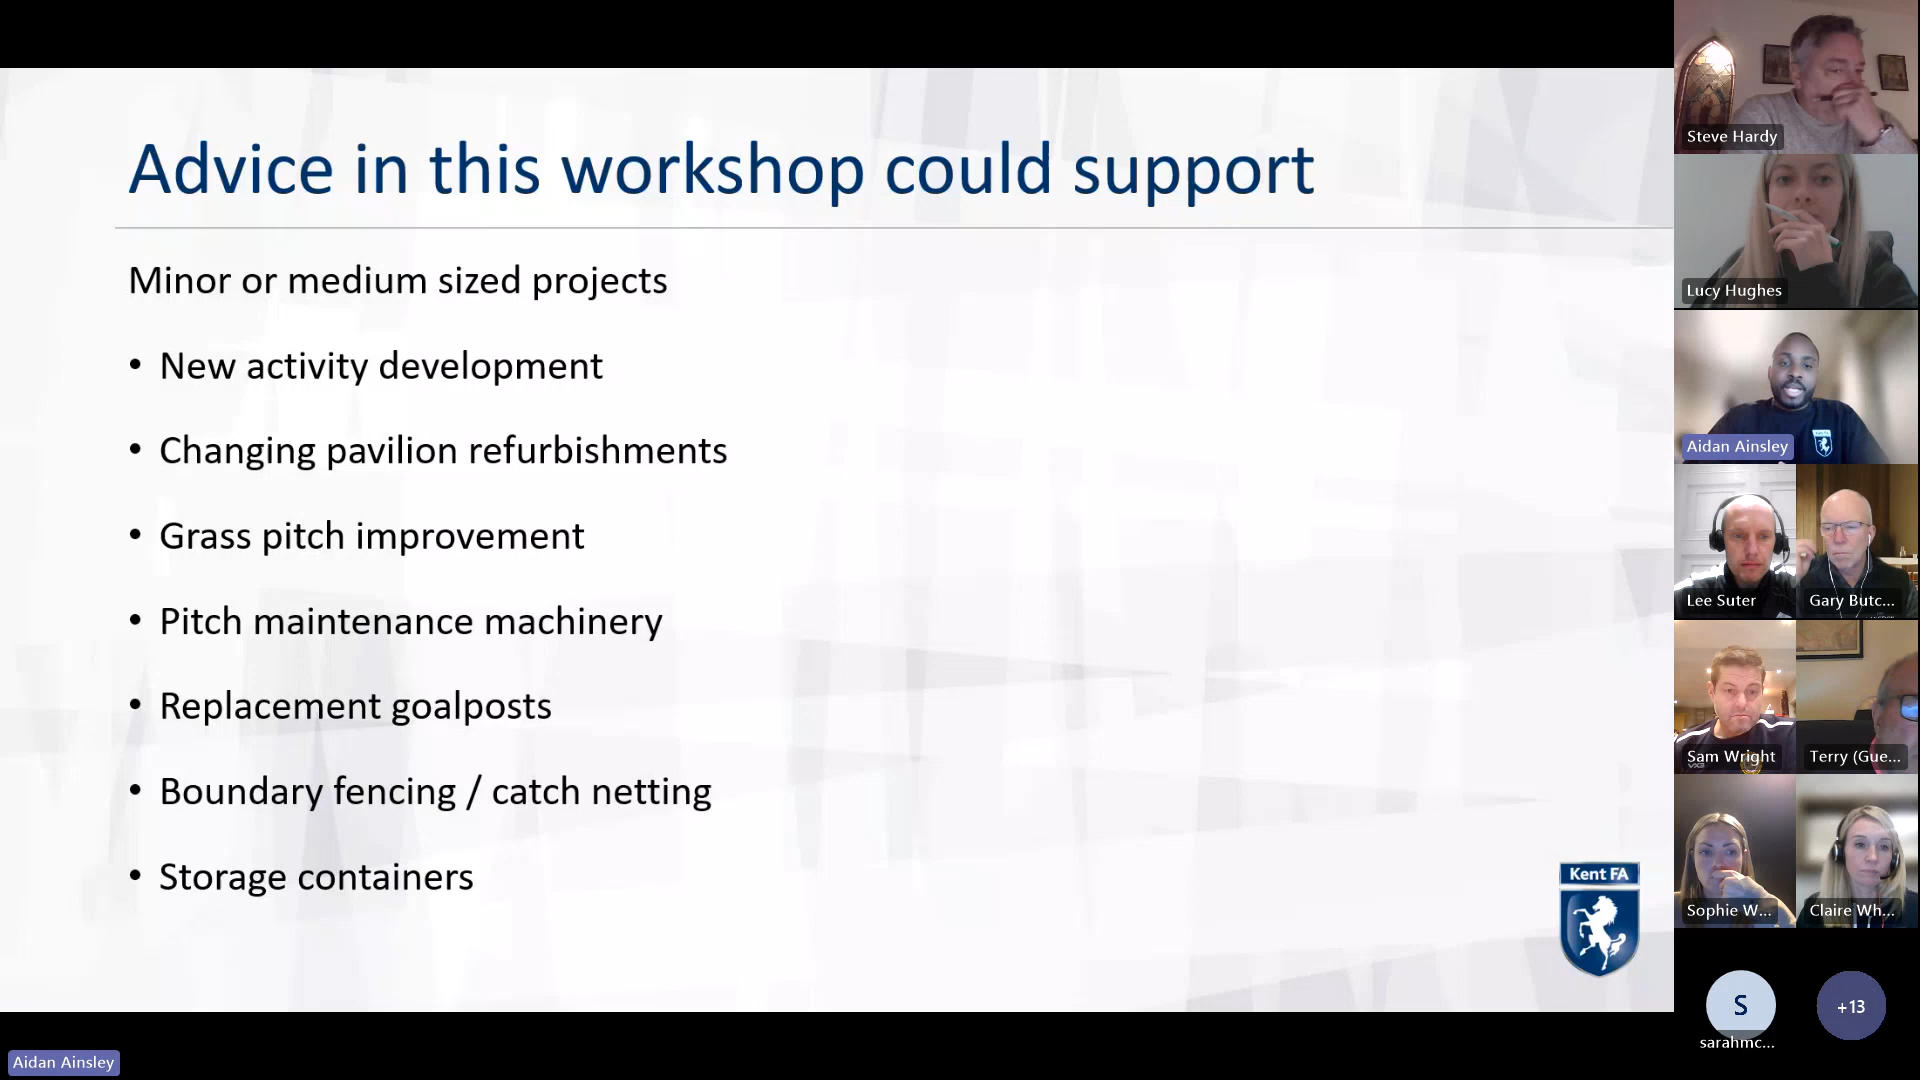 Advice in this workshop could support
Minor or medium sized projects
• New activity development
• Changing pavilion refurbishments
• Grass pitch improvement
• Pitch maintenance machinery
• Replacement goalposts
• Boundary fencing / catch netting
• Storage containers
Kent FA
Aidan Ainsley
Steve Hardy
Lucy Hughes
Aidan Ainsley
Lee Suter
Gary Butc...
Sam Wright
Terry (Gue...
Sophie W...
Claire Wh...
S
sarahmc...
+13